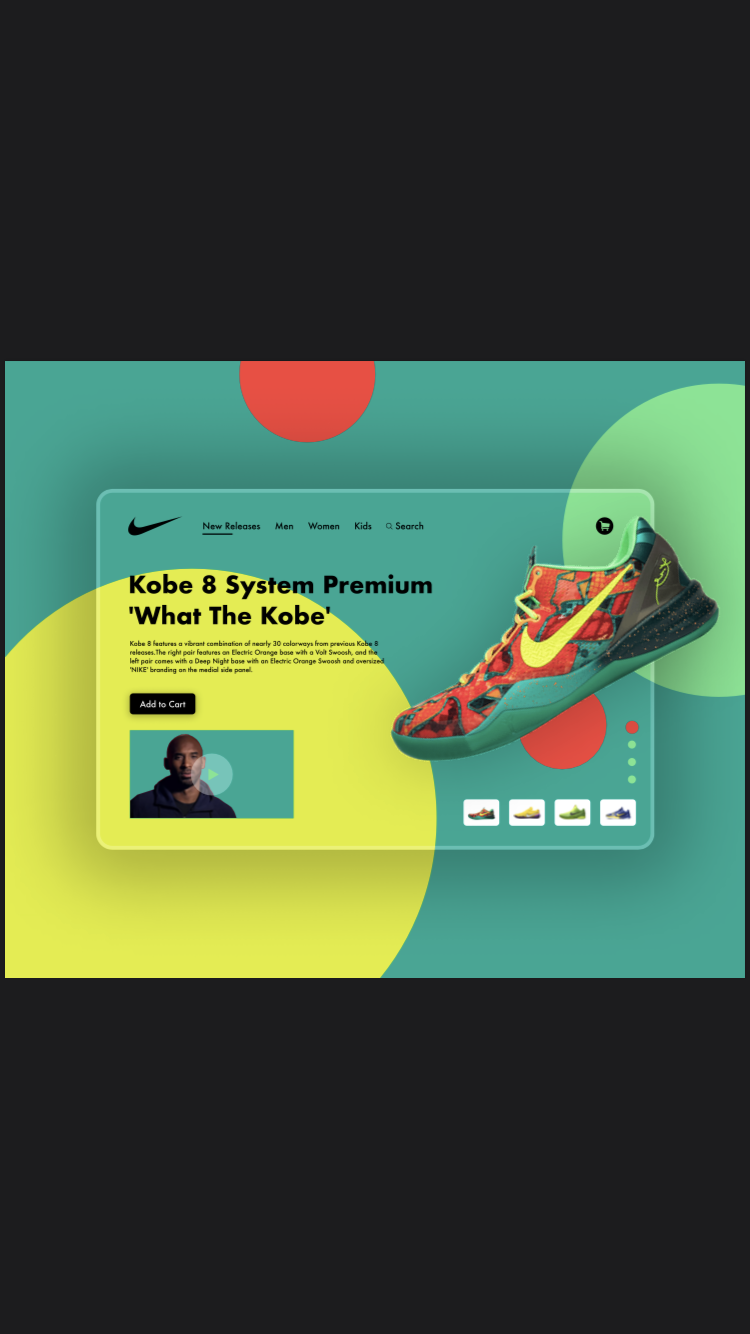 New Releases Men Women Kids Search
Kobe 8 System Premium
'What The Kobe'
Kobe 8 features a vibrant combination of nearly 30 colorways from previous Kobe 8
releases.The right pair features an Electric Orange base with a Volt Swoosh, and the
left pair comes with a Deep Night base with an Electric Orange Swoosh and oversized
'NIKE' branding on the medial side panel.
Add to Cart